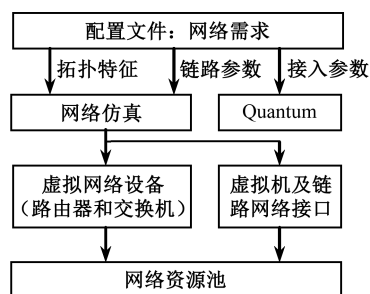 配置文件：网络需求
拓扑特征
链路参数
接入参数
网络仿真
Quantum
虚拟网络设备
（路由器和交换机）
虚拟机及链
路网络接口
网络资源池